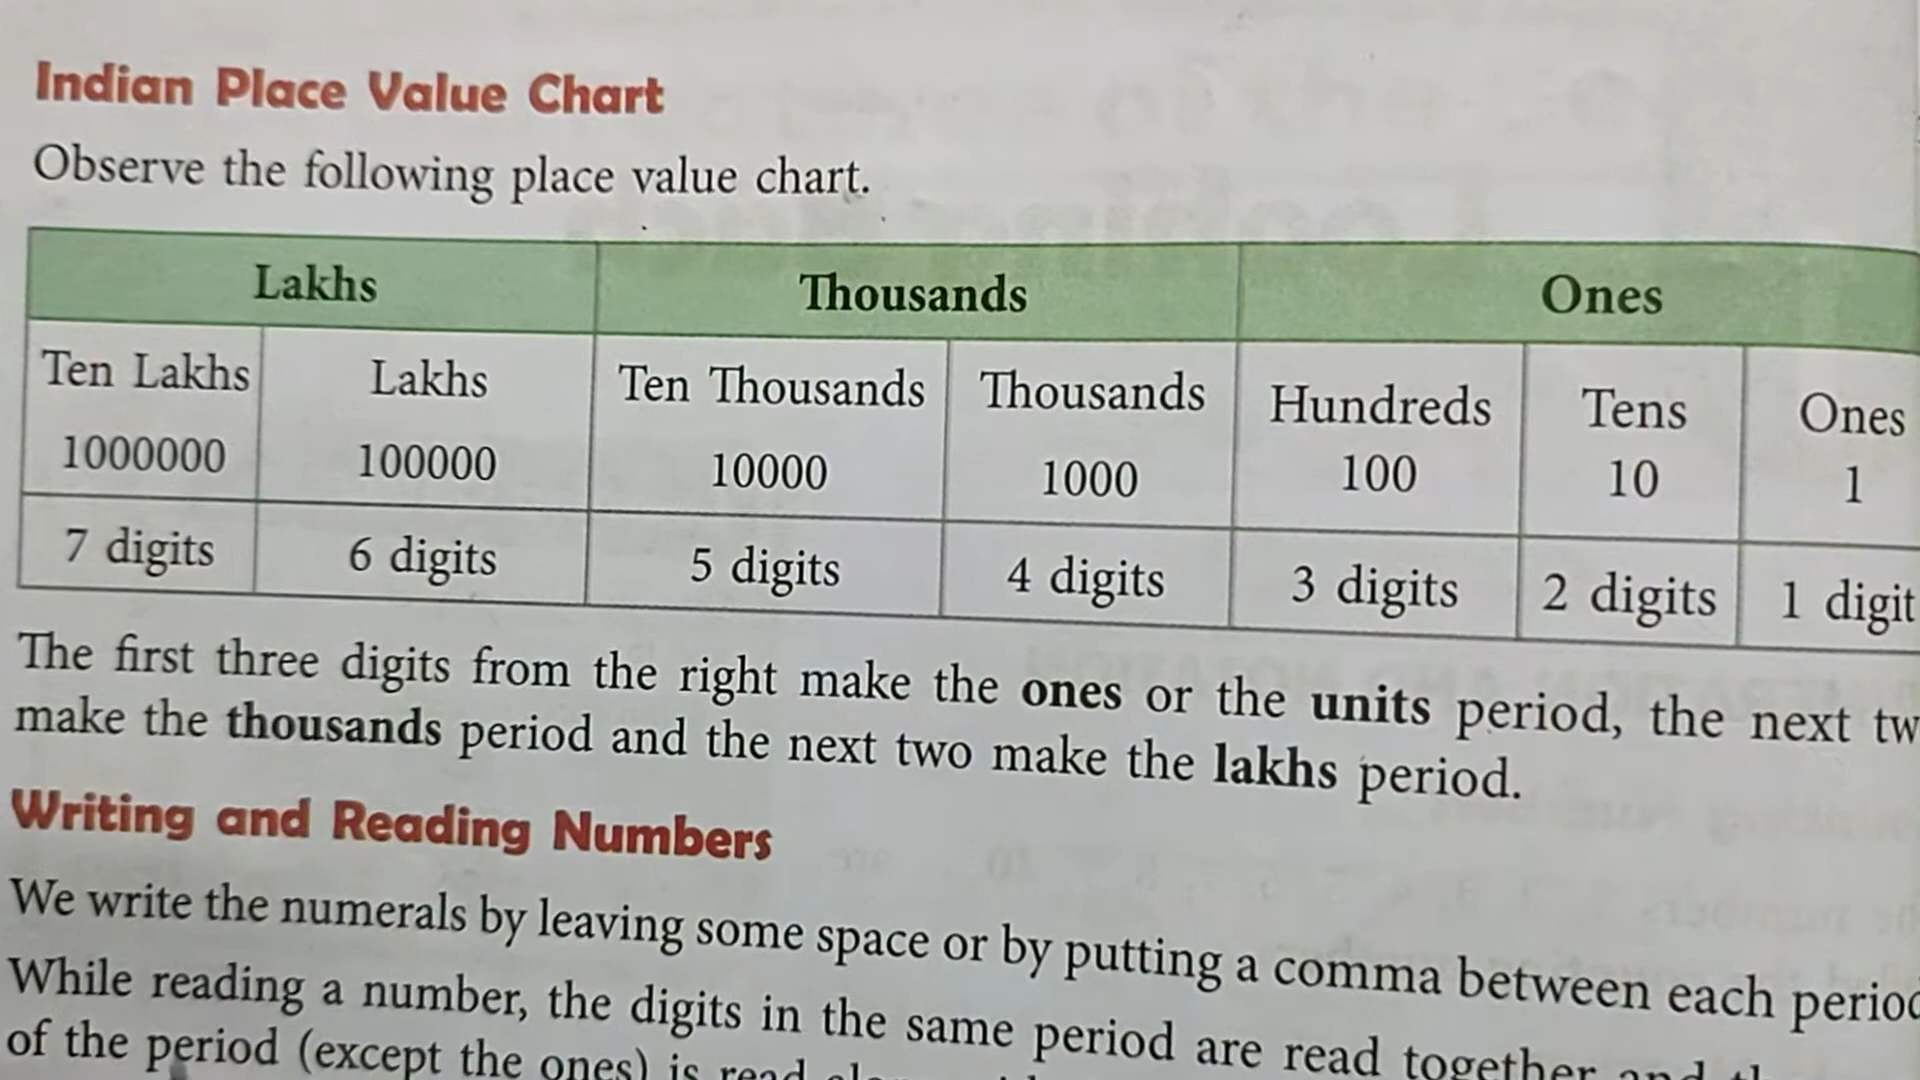 Indian Place Value Chart
Observe the following place value chart.
Lakhs Thousands Ones
Ten Lakhs Lakhs Ten Thousands Thousands Hundreds Tens Ones
1000000 100000 10000 1000 100 10 1
7 digits 6 digits 5 digits 4 digits 3 digits 2 digits 1 digit
The first three digits from the right make the ones or the units period, the next tw
make the thousands period and the next two make the lakhs period.
Writing and Reading Numbers
We write the numerals by leaving some space or by putting a comma between each period
While reading a number, the digits in the same period are read together and
of the period (except the ones) is read